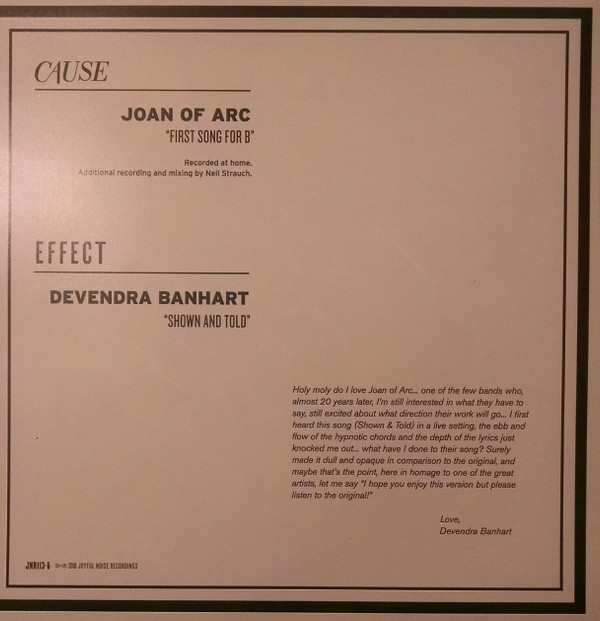 CAUSE
JOAN OF ARC
"FIRST SONG FOR B"
Recorded at home.
Additional recording and mixing by Neil Strauch.
EFFECT
DEVENDRA BANHART
"SHOWN AND TOLD"
Holy moly do I love Joan of Arc... one of the few bands who,
almost 20 years later, I'm still interested in what they have to
say, still excited about what direction their work will go... I first
heard this song (Shown & Told) in a live setting, the ebb and
flow of the hypnotic chords and the depth of the lyrics just
knocked me out... what have I done to their song? Surely
made it dull and opaque in comparison to the original, and
maybe that's the point, here in homage to one of the great
artists, let me say "I hope you enjoy this version but please
listen to the original!"
Love,
Devendra Banhart
JOYFUL NOISE RECORDINGS